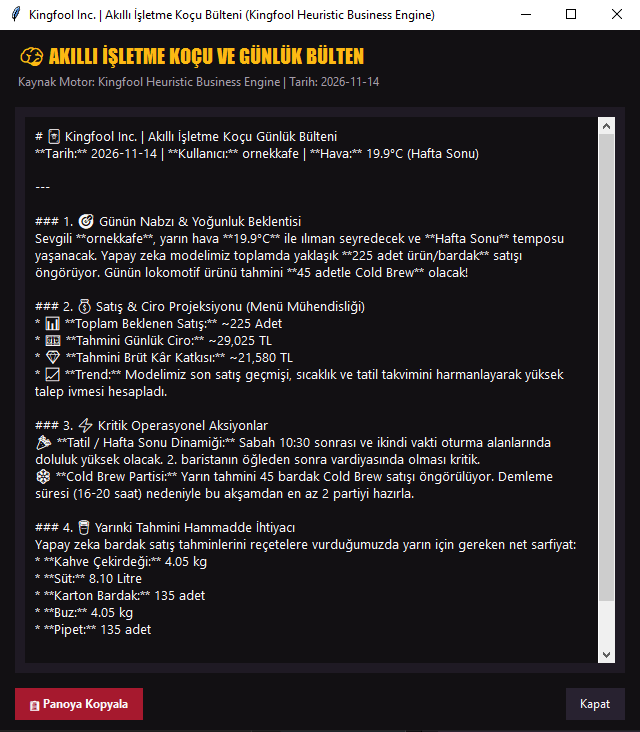 Kingfool Inc. | Akıllı İşletme Koçu Bülteni (Kingfool Heuristic Business Engine)
AKILLI İŞLETME KOÇU VE GÜNLÜK BÜLTEN
Kaynak Motor: Kingfool Heuristic Business Engine | Tarih: 2026-11-14
# 🃏 Kingfool Inc. | Akıllı İşletme Koçu Günlük Bülteni
**Tarih:** 2026-11-14 | **Kullanıcı:** ornekkafe | **Hava:** 19.9°C (Hafta Sonu)
---
### 1. 🎯 Günün Nabzı & Yoğunluk Beklentisi
Sevgili **ornekkafe**, yarın hava **19.9°C** ile ılıman seyredecek ve **Hafta Sonu** temposu
yaşanacak. Yapay zeka modelimiz toplamda yaklaşık **225 adet ürün/bardak** satışı
öngörüyor. Günün lokomotif ürünü tahmini **45 adetle Cold Brew** olacak!
### 2. 💰 Satış & Ciro Projeksiyonu (Menü Mühendisliği)
* 📊 **Toplam Beklenen Satış:** ~225 Adet
* 💵 **Tahmini Günlük Ciro:** ~29,025 TL
* 💎 **Tahmini Brüt Kâr Katkısı:** ~21,580 TL
* 📈 **Trend:** Modelimiz son satış geçmişi, sıcaklık ve tatil takvimini harmanlayarak yüksek
talep ivmesi hesapladı.
### 3. ⚡ Kritik Operasyonel Aksiyonlar
🎉 **Tatil / Hafta Sonu Dinamiği:** Sabah 10:30 sonrası ve ikindi vakti oturma alanlarında
doluluk yüksek olacak. 2. baristanın öğleden sonra vardiyasında olması kritik.
❄ **Cold Brew Partisi:** Yarın tahmini 45 bardak Cold Brew satışı öngörülüyor. Demleme
süresi (16-20 saat) nedeniyle bu akşamdan en az 2 partiyi hazırla.
### 4. 🥛 Yarınki Tahmini Hammadde İhtiyacı
Yapay zeka bardak satış tahminlerini reçetelere vurduğumuzda yarın için gereken net sarfiyat:
* **Kahve Çekirdeği:** 4.05 kg
* **Süt:** 8.10 Litre
* **Karton Bardak:** 135 adet
* **Buz:** 4.05 kg
* **Pipet:** 135 adet
📋 Panoya Kopyala
Kapat